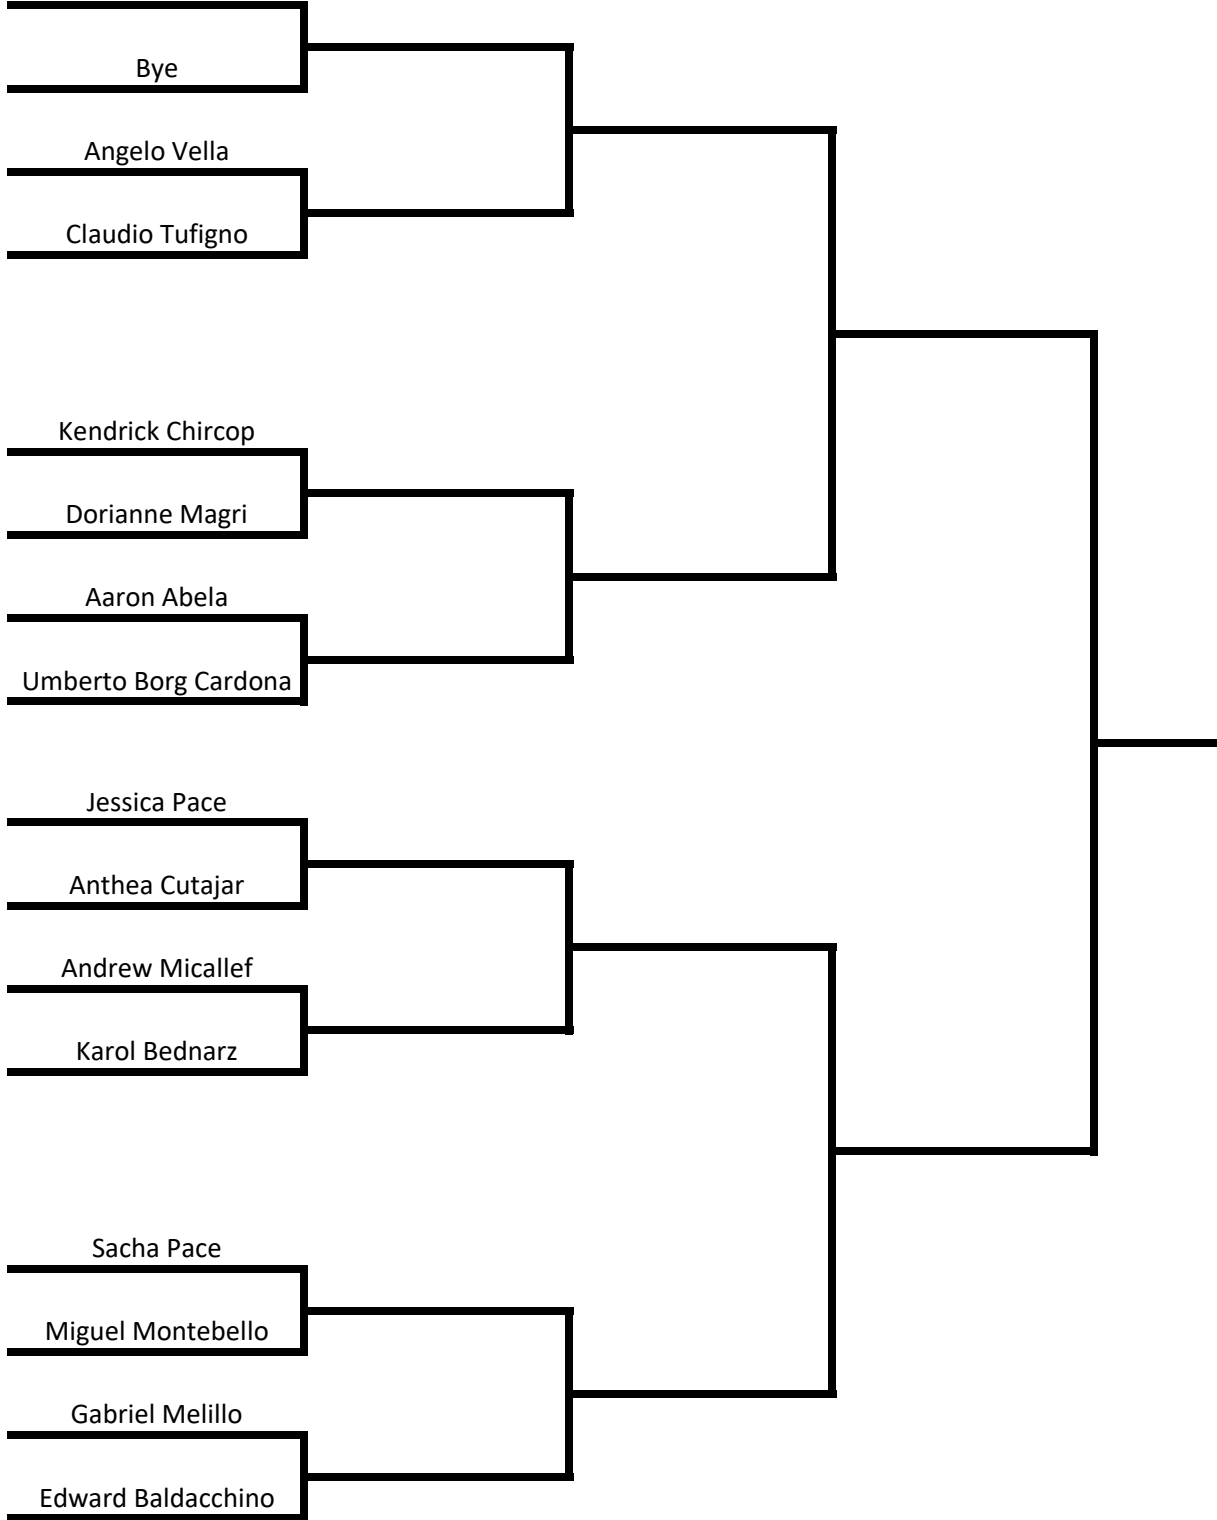 Bye
Angelo Vella
Claudio Tufigno
Kendrick Chircop
Dorianne Magri
Aaron Abela
Umberto Borg Cardona
Jessica Pace
Anthea Cutajar
Andrew Micallef
Karol Bednarz
Sacha Pace
Miguel Montebello
Gabriel Melillo
Edward Baldacchino